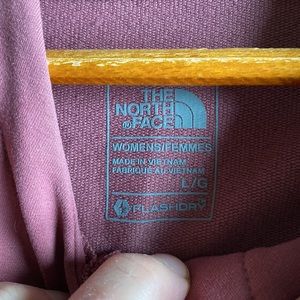 THE
NORTH
FACE
WOMENS/FEMMES
MADE IN VIETNAM
FABRIQUÉ AU VIETNAM
L/G
FLASHDRY